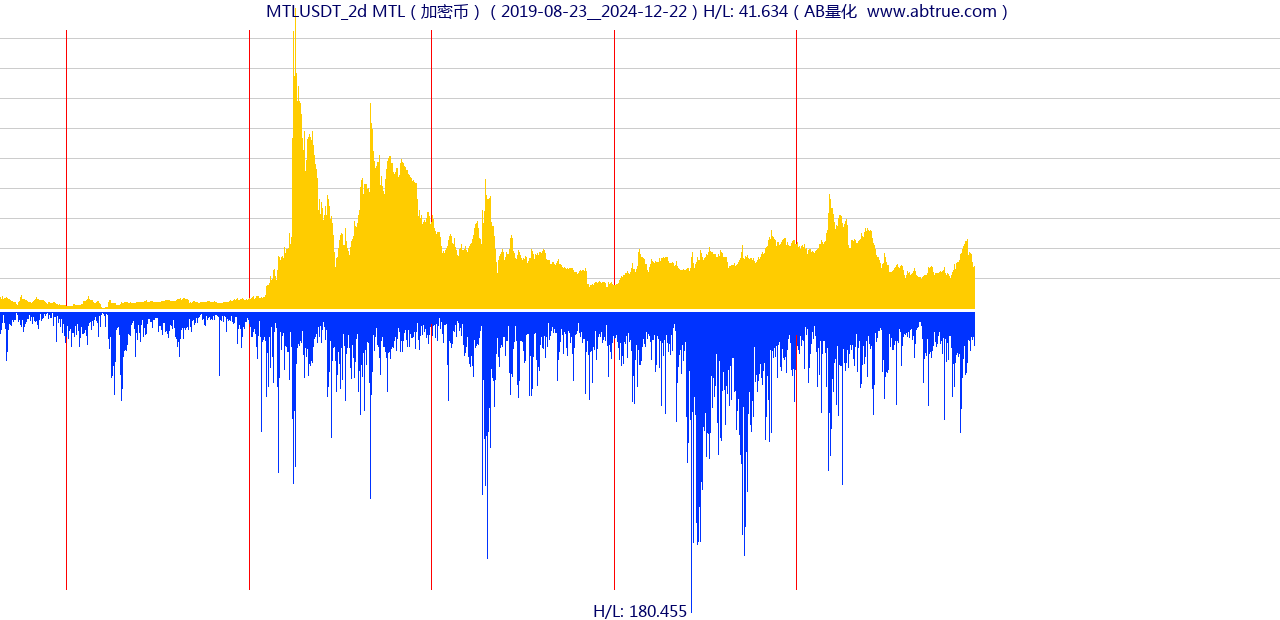 MTLUSDT_2d MTL ( 加密币 ) ( 2019-08-23__2024-12-22 ) H/L: 41.634 ( AB量化  www.abtrue.com )
H/L: 180.455